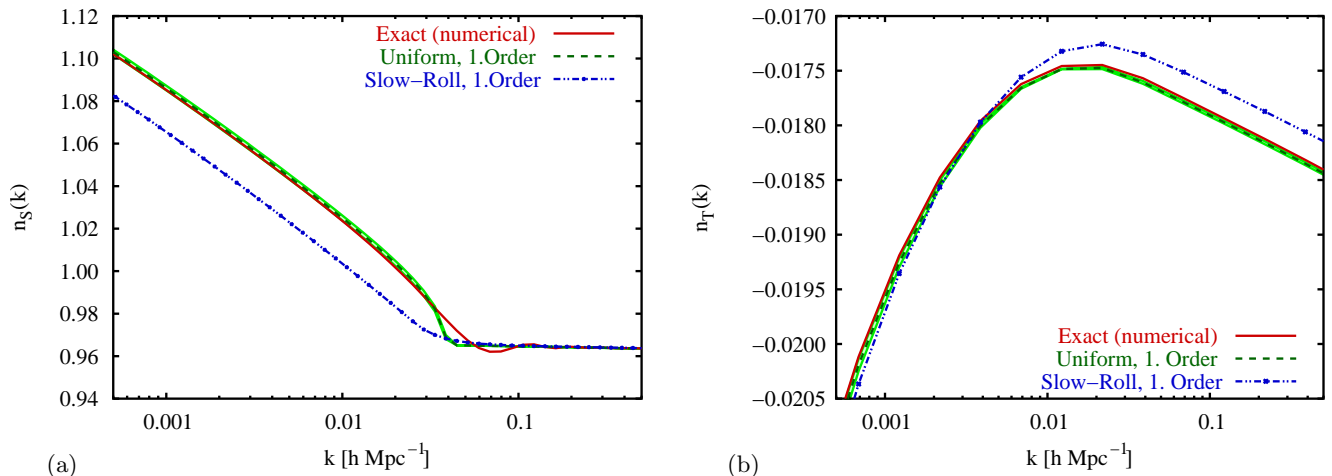 1.12
1.10
1.08
1.06
1.04
1.02
1.00
0.98
0.96
0.94
n_S(k)
Exact (numerical)
Uniform, 1.Order
Slow−Roll, 1.Order
0.001 0.01 0.1
k [h Mpc⁻¹]
(a)
−0.0170
−0.0175
−0.0180
−0.0185
−0.0190
−0.0195
−0.0200
−0.0205
n_T(k)
Exact (numerical)
Uniform, 1. Order
Slow−Roll, 1. Order
0.001 0.01 0.1
k [h Mpc⁻¹]
(b)